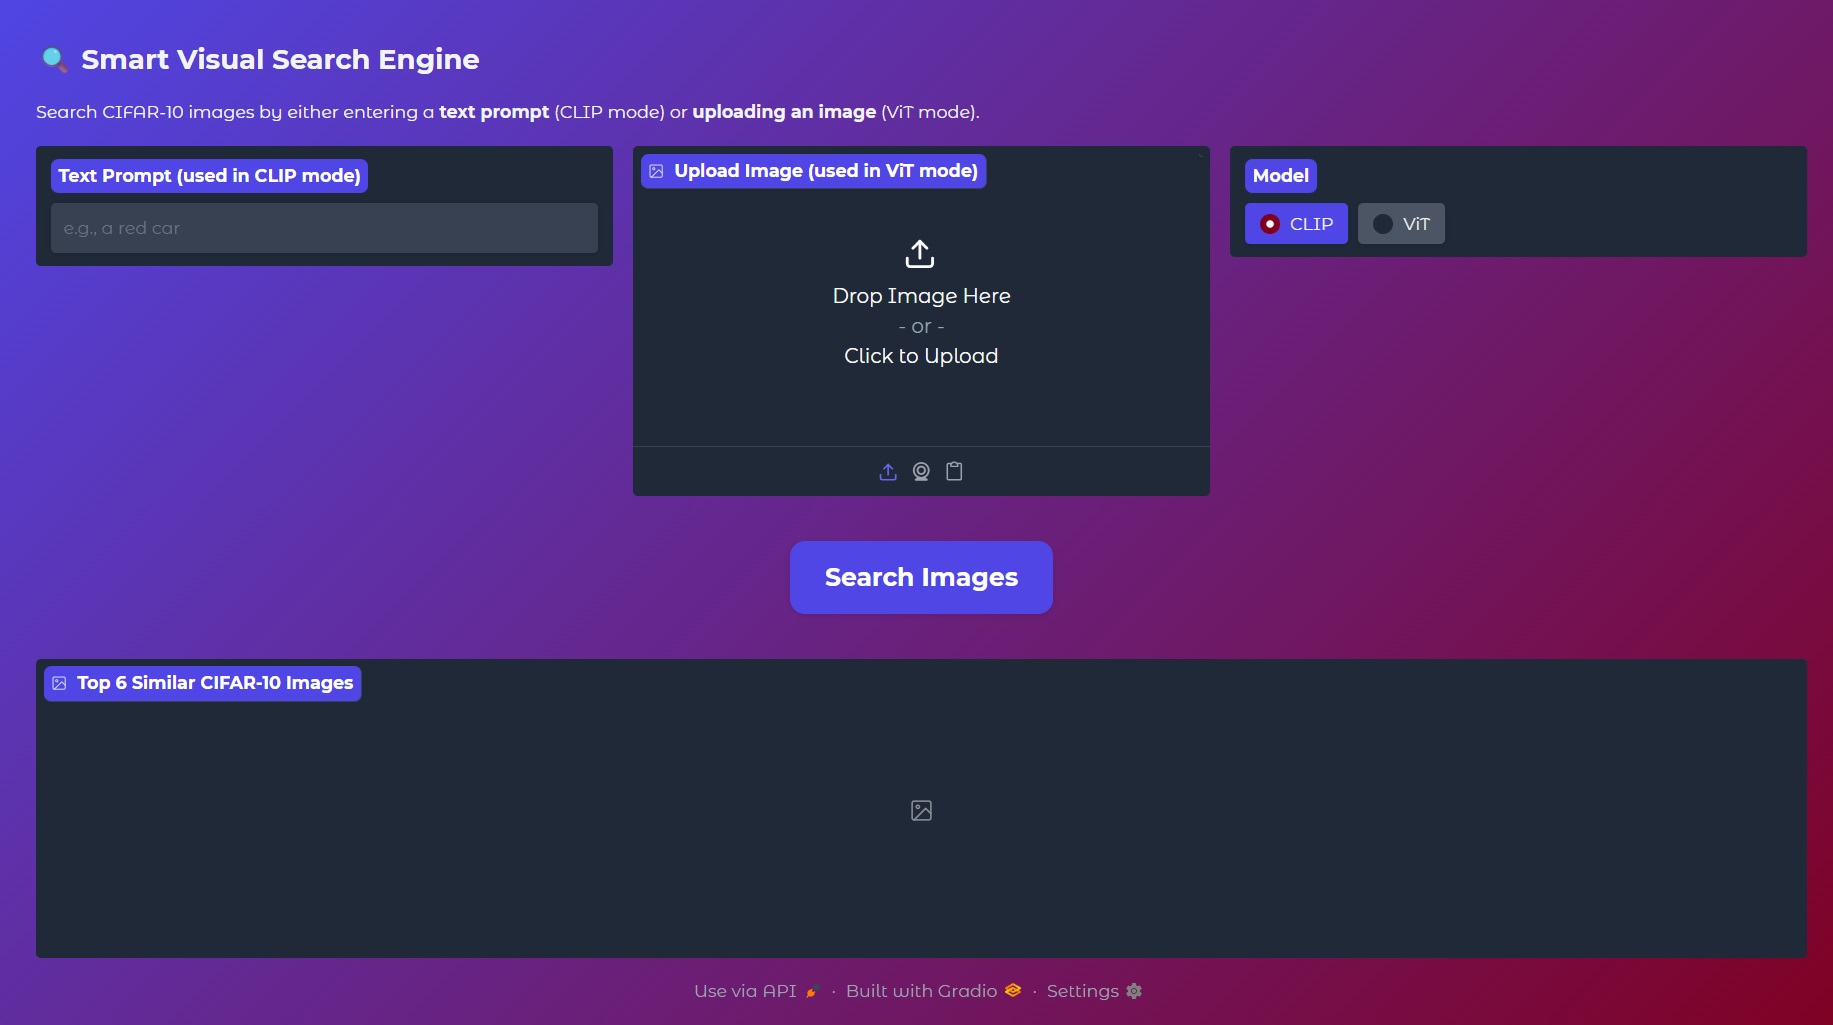 Smart Visual Search Engine
Search CIFAR-10 images by either entering a text prompt (CLIP mode) or uploading an image (ViT mode).
Text Prompt (used in CLIP mode)
e.g., a red car
Upload Image (used in ViT mode)
Drop Image Here
- or -
Click to Upload
Model
CLIP
ViT
Search Images
Top 6 Similar CIFAR-10 Images
Use via API · Built with Gradio · Settings